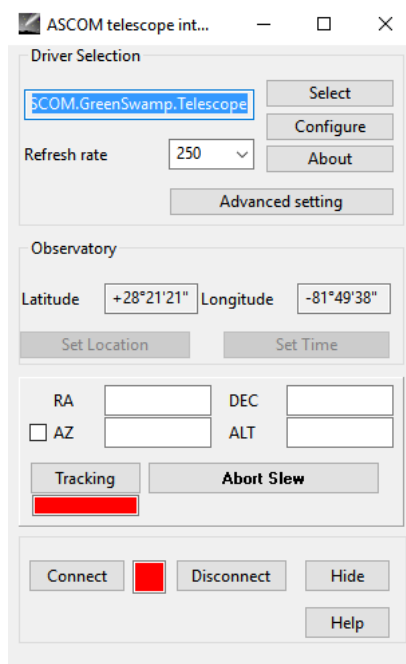 ASCOM telescope int...
Driver Selection
SCOM.GreenSwamp.Telescope
Select
Configure
Refresh rate
250
About
Advanced setting
Observatory
Latitude +28°21'21" Longitude -81°49'38"
Set Location Set Time
RA DEC
AZ ALT
Tracking Abort Slew
Connect Disconnect Hide
Help